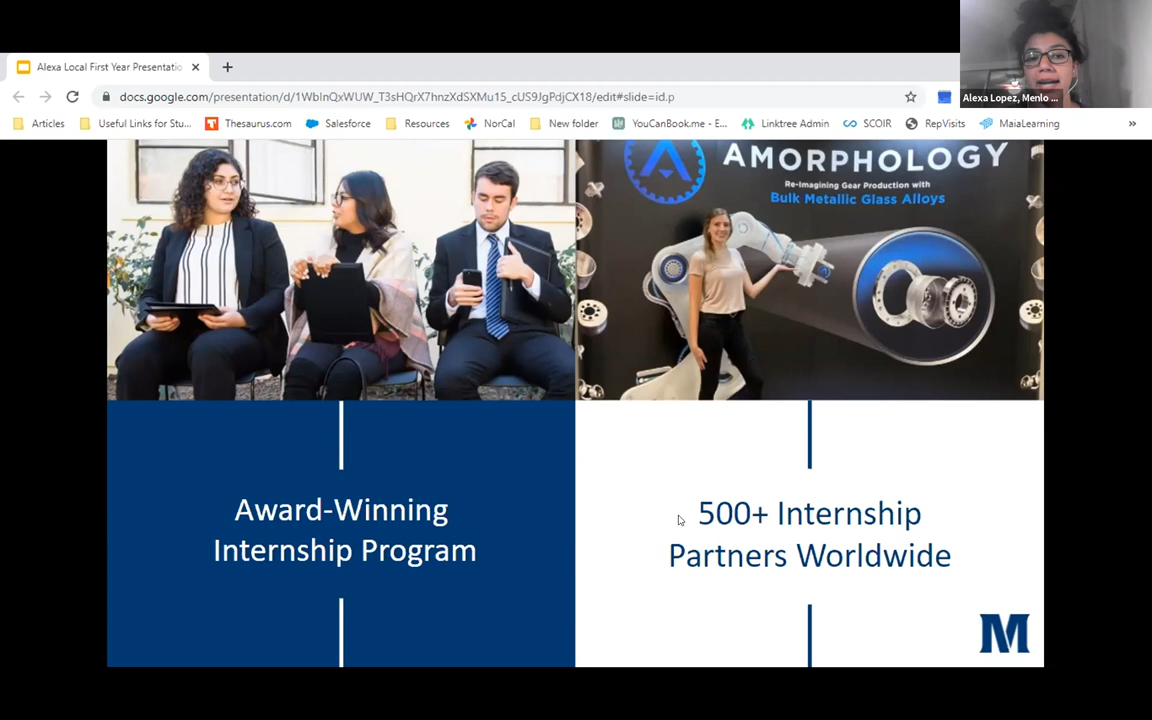 Alexa Local First Year Presentatio
docs.google.com/presentation/d/1WbInQxWUW_T3sHQrX7hnzXdSXMu15_cUS9JgPdjCX18/edit#slide=id.p
Alexa Lopez, Menlo ...
Articles
Useful Links for Stu...
Thesaurus.com
Salesforce
Resources
NorCal
New folder
YouCanBook.me - E...
Linktree Admin
SCOIR
RepVisits
MaiaLearning
»
AMORPHOLOGY
Re-Imagining Gear Production with
Bulk Metallic Glass Alloys
Award-Winning
Internship Program
500+ Internship
Partners Worldwide
M